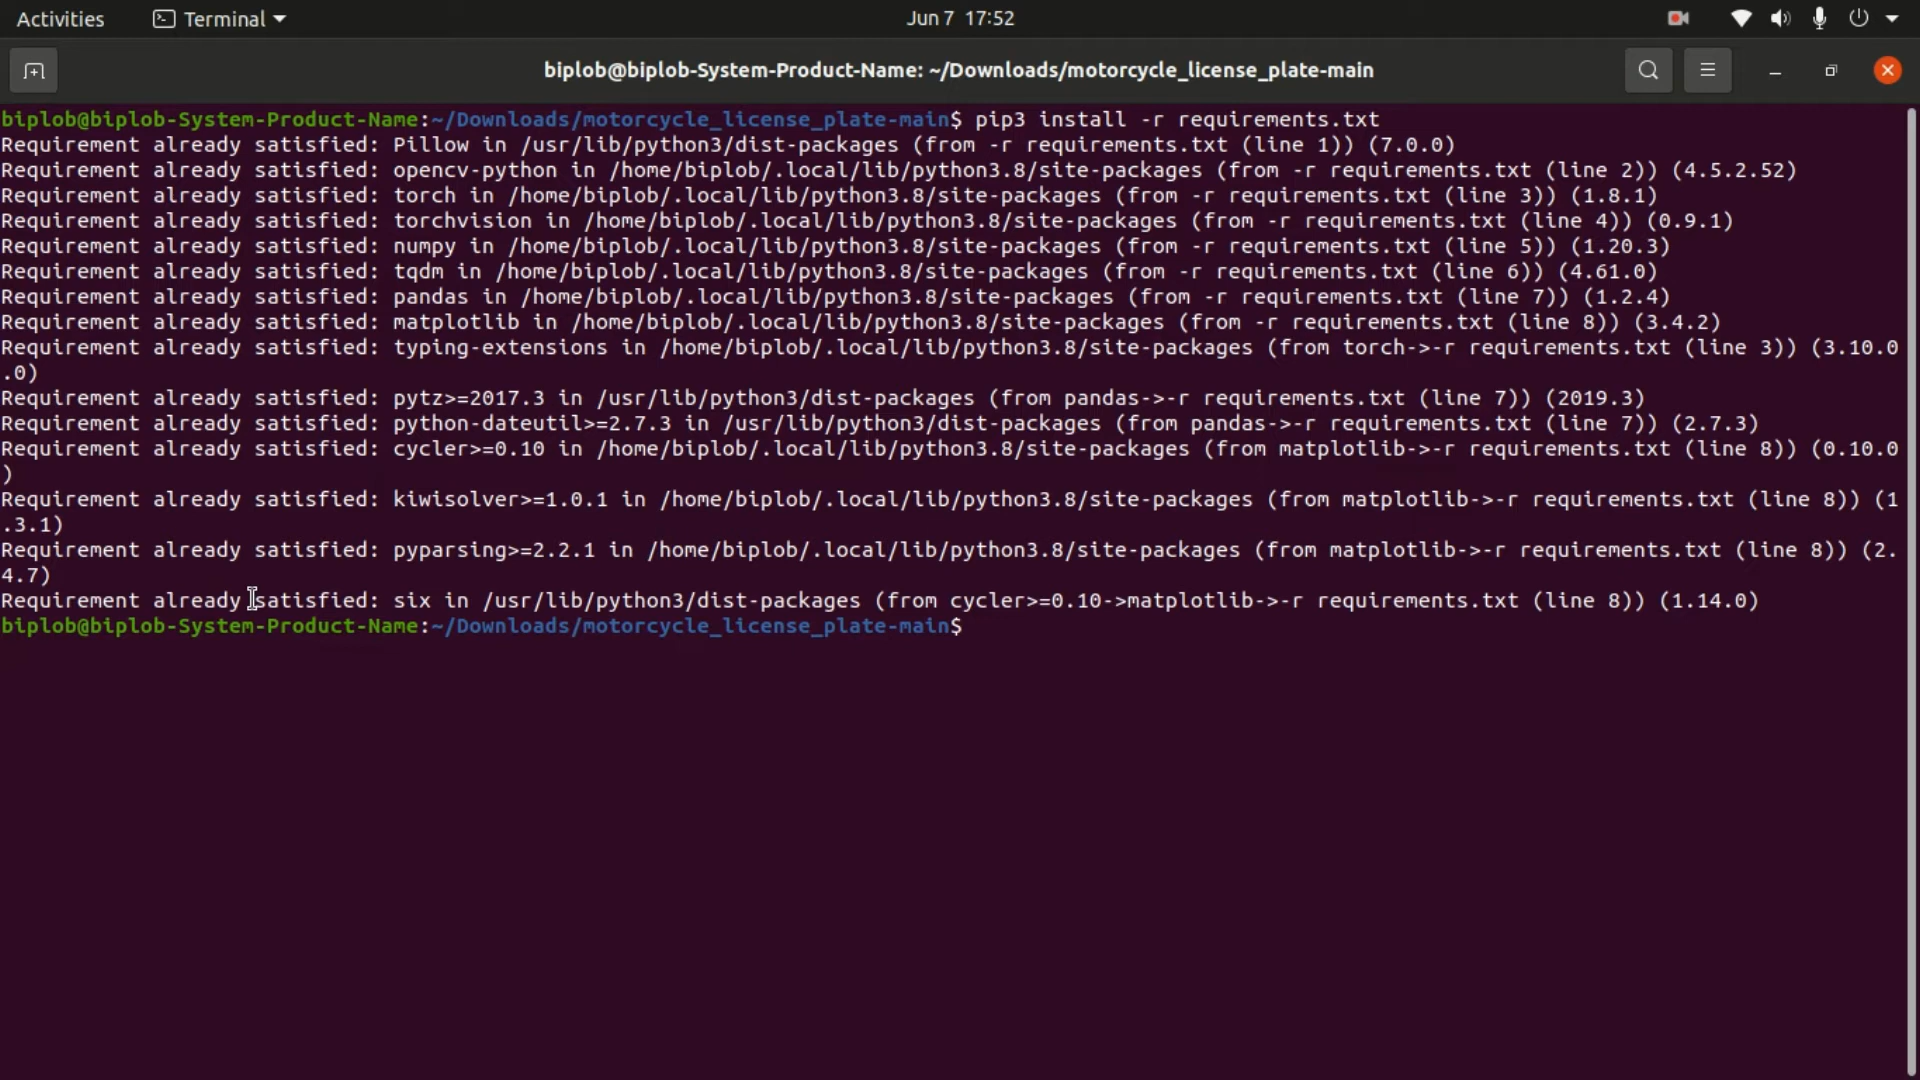 Activities Terminal Jun 7 17:52
biplob@biplob-System-Product-Name: ~/Downloads/motorcycle_license_plate-main
biplob@biplob-System-Product-Name:~/Downloads/motorcycle_license_plate-main$ pip3 install -r requirements.txt
Requirement already satisfied: Pillow in /usr/lib/python3/dist-packages (from -r requirements.txt (line 1)) (7.0.0)
Requirement already satisfied: opencv-python in /home/biplob/.local/lib/python3.8/site-packages (from -r requirements.txt (line 2)) (4.5.2.52)
Requirement already satisfied: torch in /home/biplob/.local/lib/python3.8/site-packages (from -r requirements.txt (line 3)) (1.8.1)
Requirement already satisfied: torchvision in /home/biplob/.local/lib/python3.8/site-packages (from -r requirements.txt (line 4)) (0.9.1)
Requirement already satisfied: numpy in /home/biplob/.local/lib/python3.8/site-packages (from -r requirements.txt (line 5)) (1.20.3)
Requirement already satisfied: tqdm in /home/biplob/.local/lib/python3.8/site-packages (from -r requirements.txt (line 6)) (4.61.0)
Requirement already satisfied: pandas in /home/biplob/.local/lib/python3.8/site-packages (from -r requirements.txt (line 7)) (1.2.4)
Requirement already satisfied: matplotlib in /home/biplob/.local/lib/python3.8/site-packages (from -r requirements.txt (line 8)) (3.4.2)
Requirement already satisfied: typing-extensions in /home/biplob/.local/lib/python3.8/site-packages (from torch->-r requirements.txt (line 3)) (3.10.0
.0)
Requirement already satisfied: pytz>=2017.3 in /usr/lib/python3/dist-packages (from pandas->-r requirements.txt (line 7)) (2019.3)
Requirement already satisfied: python-dateutil>=2.7.3 in /usr/lib/python3/dist-packages (from pandas->-r requirements.txt (line 7)) (2.7.3)
Requirement already satisfied: cycler>=0.10 in /home/biplob/.local/lib/python3.8/site-packages (from matplotlib->-r requirements.txt (line 8)) (0.10.0
)
Requirement already satisfied: kiwisolver>=1.0.1 in /home/biplob/.local/lib/python3.8/site-packages (from matplotlib->-r requirements.txt (line 8)) (1
.3.1)
Requirement already satisfied: pyparsing>=2.2.1 in /home/biplob/.local/lib/python3.8/site-packages (from matplotlib->-r requirements.txt (line 8)) (2.
4.7)
Requirement already satisfied: six in /usr/lib/python3/dist-packages (from cycler>=0.10->matplotlib->-r requirements.txt (line 8)) (1.14.0)
biplob@biplob-System-Product-Name:~/Downloads/motorcycle_license_plate-main$